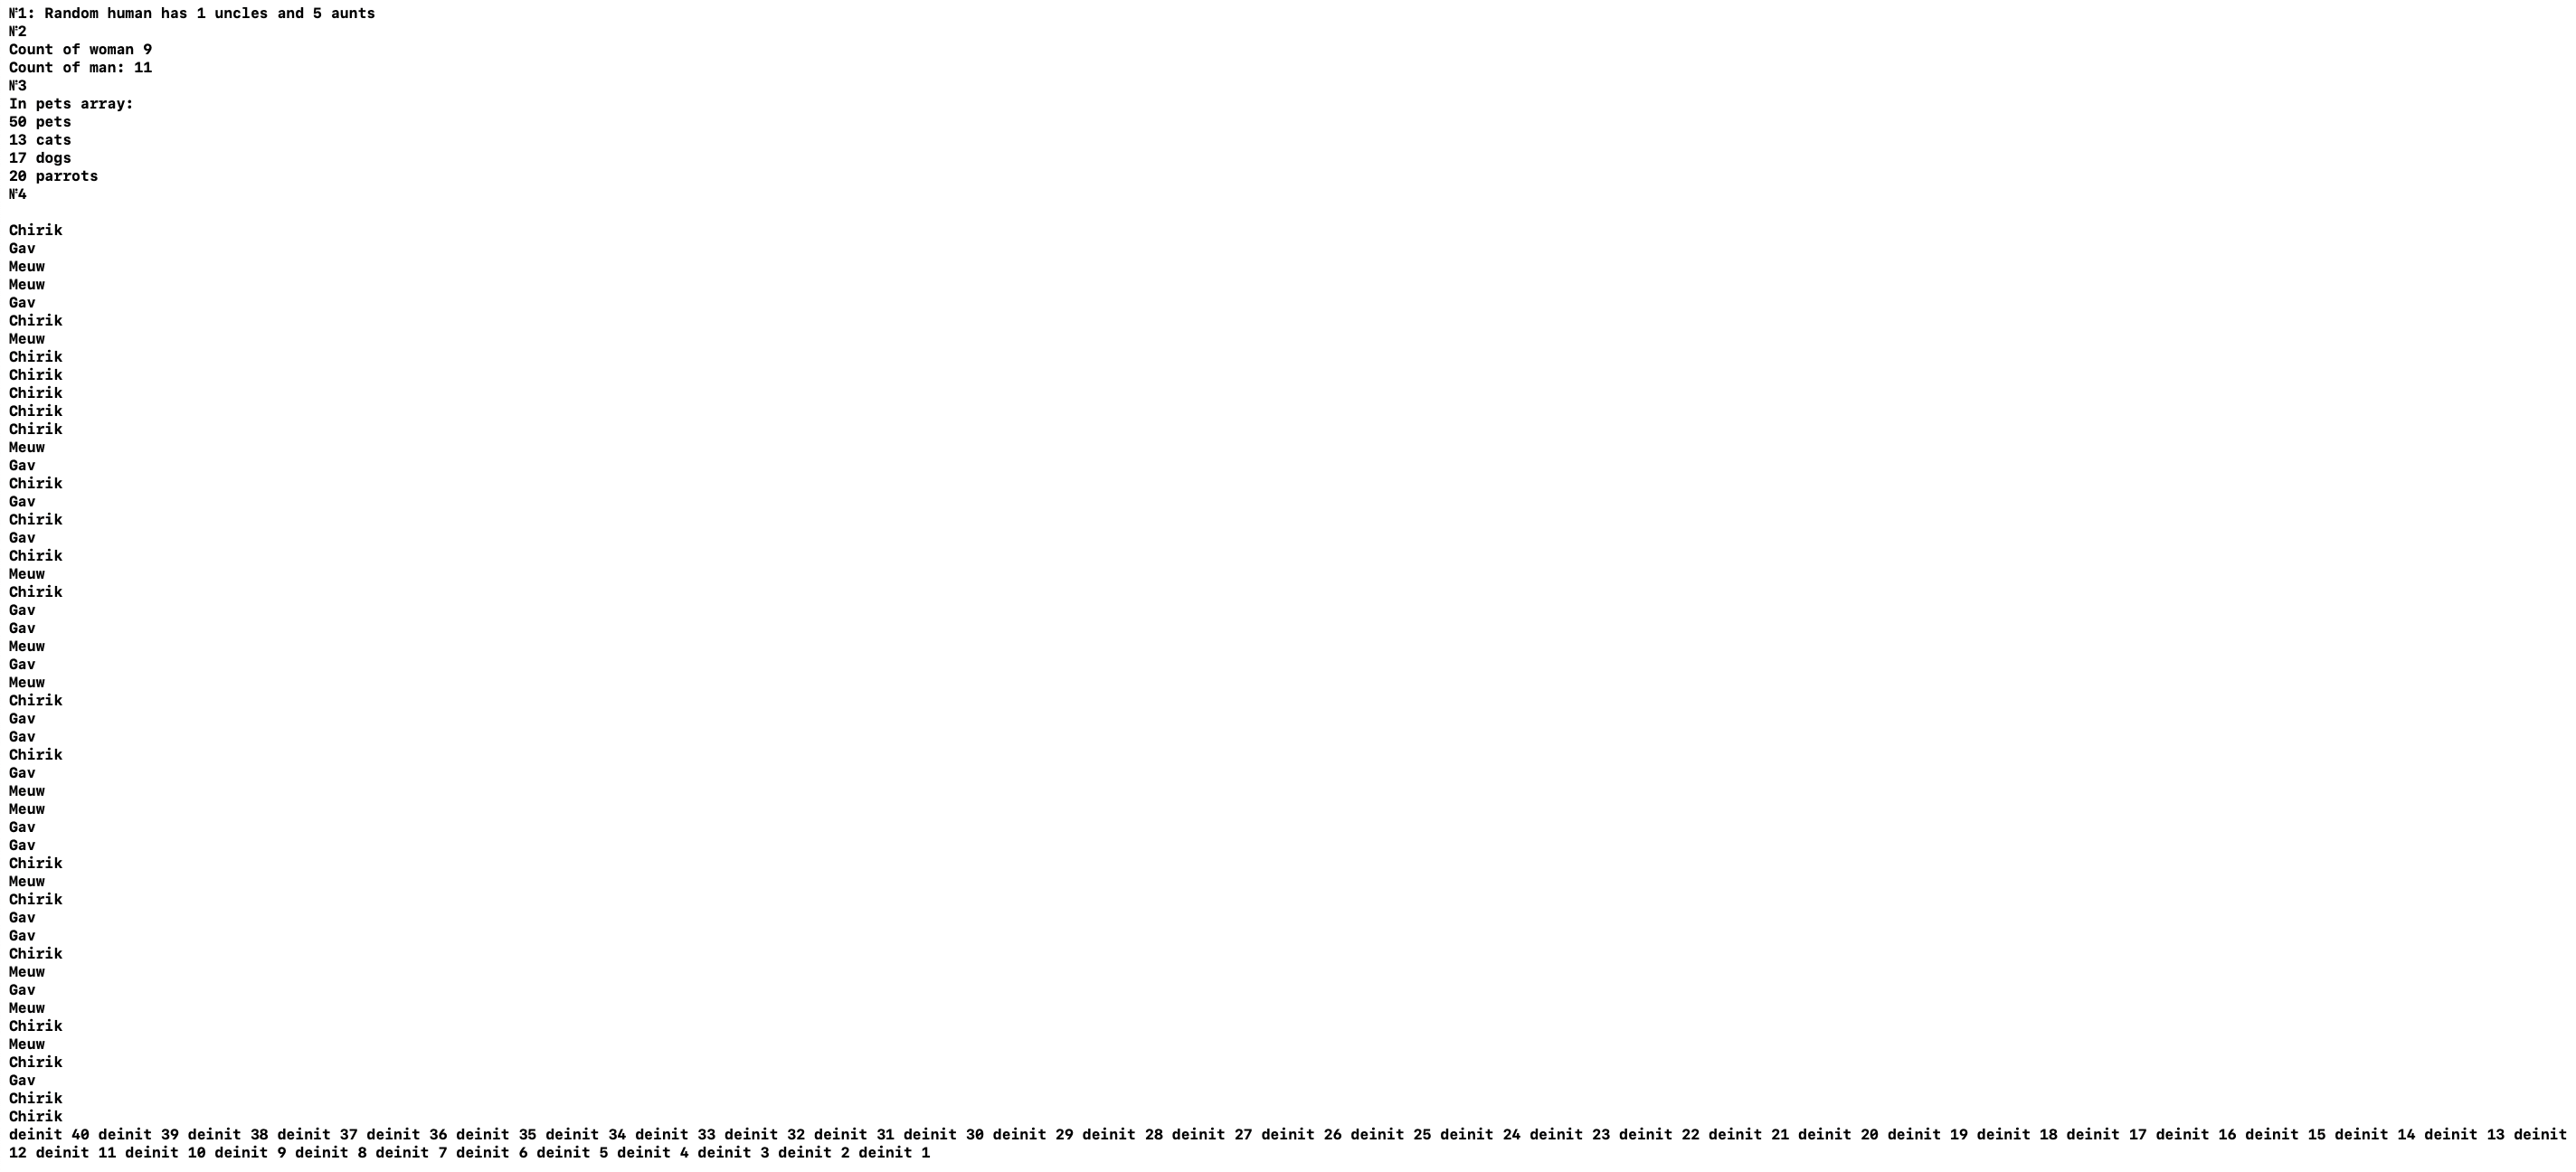 №1: Random human has 1 uncles and 5 aunts
№2
Count of woman 9
Count of man: 11
№3
In pets array:
50 pets
13 cats
17 dogs
20 parrots
№4
Chirik
Gav
Meuw
Meuw
Gav
Chirik
Meuw
Chirik
Chirik
Chirik
Chirik
Chirik
Meuw
Gav
Chirik
Gav
Chirik
Gav
Chirik
Meuw
Chirik
Gav
Gav
Meuw
Gav
Meuw
Chirik
Gav
Gav
Chirik
Gav
Meuw
Meuw
Gav
Gav
Chirik
Meuw
Chirik
Gav
Gav
Chirik
Meuw
Gav
Meuw
Chirik
Meuw
Chirik
Gav
Chirik
Chirik
deinit 40 deinit 39 deinit 38 deinit 37 deinit 36 deinit 35 deinit 34 deinit 33 deinit 32 deinit 31 deinit 30 deinit 29 deinit 28 deinit 27 deinit 26 deinit 25 deinit 24 deinit 23 deinit 22 deinit 21 deinit 20 deinit 19 deinit 18 deinit 17 deinit 16 deinit 15 deinit 14 deinit 13 deinit
12 deinit 11 deinit 10 deinit 9 deinit 8 deinit 7 deinit 6 deinit 5 deinit 4 deinit 3 deinit 2 deinit 1